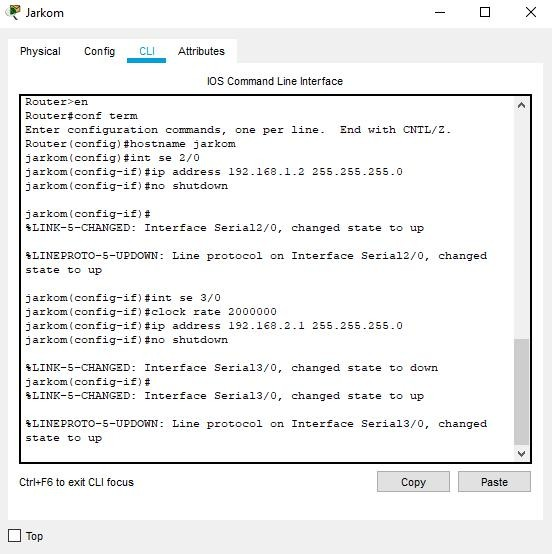 Jarkom
Physical Config CLI Attributes
IOS Command Line Interface
Router>en
Router#conf term
Enter configuration commands, one per line.  End with CNTL/Z.
Router(config)#hostname jarkom
jarkom(config)#int se 2/0
jarkom(config-if)#ip address 192.168.1.2 255.255.255.0
jarkom(config-if)#no shutdown

jarkom(config-if)#
%LINK-5-CHANGED: Interface Serial2/0, changed state to up

%LINEPROTO-5-UPDOWN: Line protocol on Interface Serial2/0, changed
state to up

jarkom(config-if)#int se 3/0
jarkom(config-if)#clock rate 2000000
jarkom(config-if)#ip address 192.168.2.1 255.255.255.0
jarkom(config-if)#no shutdown

%LINK-5-CHANGED: Interface Serial3/0, changed state to down
jarkom(config-if)#
%LINK-5-CHANGED: Interface Serial3/0, changed state to up

%LINEPROTO-5-UPDOWN: Line protocol on Interface Serial3/0, changed
state to up
Ctrl+F6 to exit CLI focus
Copy Paste
Top